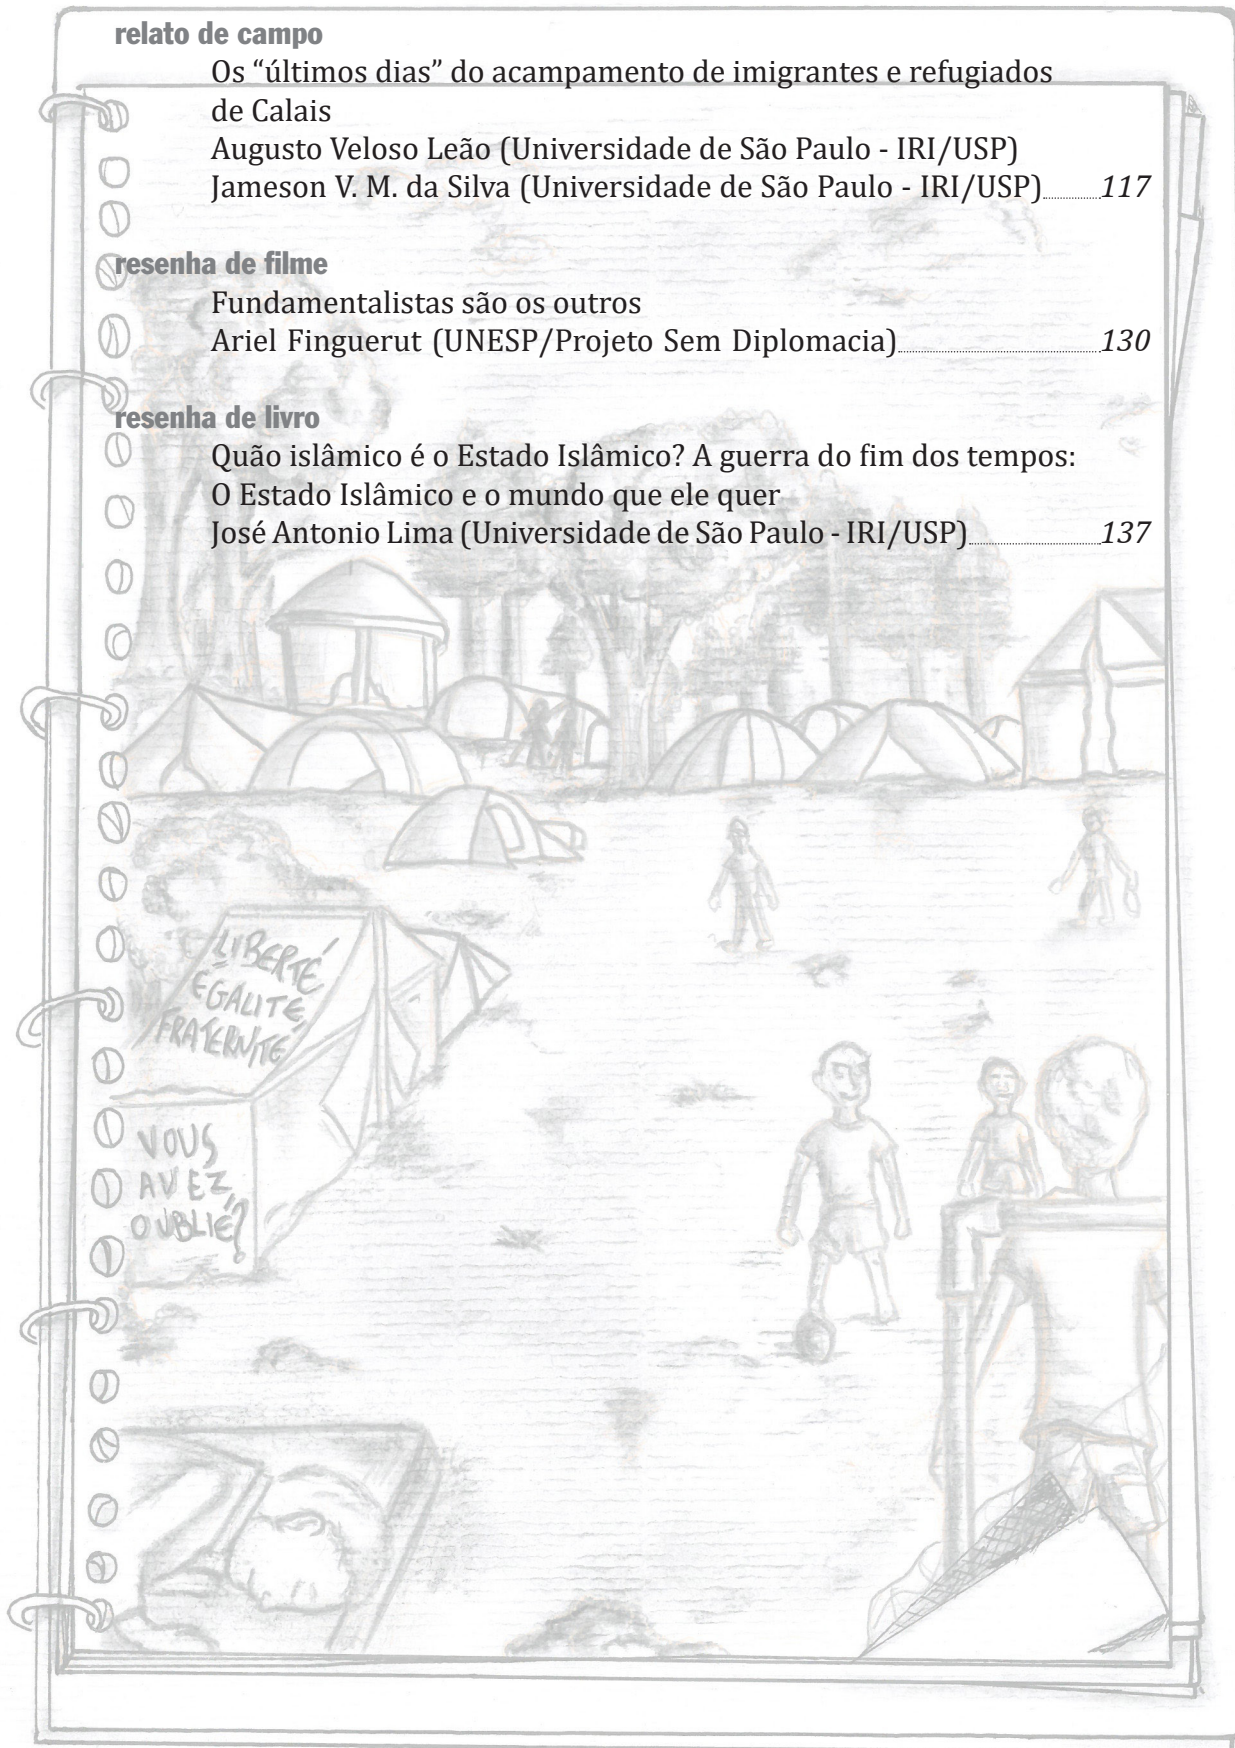 relato de campo
Os “últimos dias” do acampamento de imigrantes e refugiados
de Calais
Augusto Veloso Leão (Universidade de São Paulo - IRI/USP)
Jameson V. M. da Silva (Universidade de São Paulo - IRI/USP) 117
resenha de filme
Fundamentalistas são os outros
Ariel Finguerut (UNESP/Projeto Sem Diplomacia) 130
resenha de livro
Quão islâmico é o Estado Islâmico? A guerra do fim dos tempos:
O Estado Islâmico e o mundo que ele quer
José Antonio Lima (Universidade de São Paulo - IRI/USP) 137
LIBERTÉ
EGALITÉ
FRATERNITÉ
VOUS
AVEZ
OUBLIÉ?